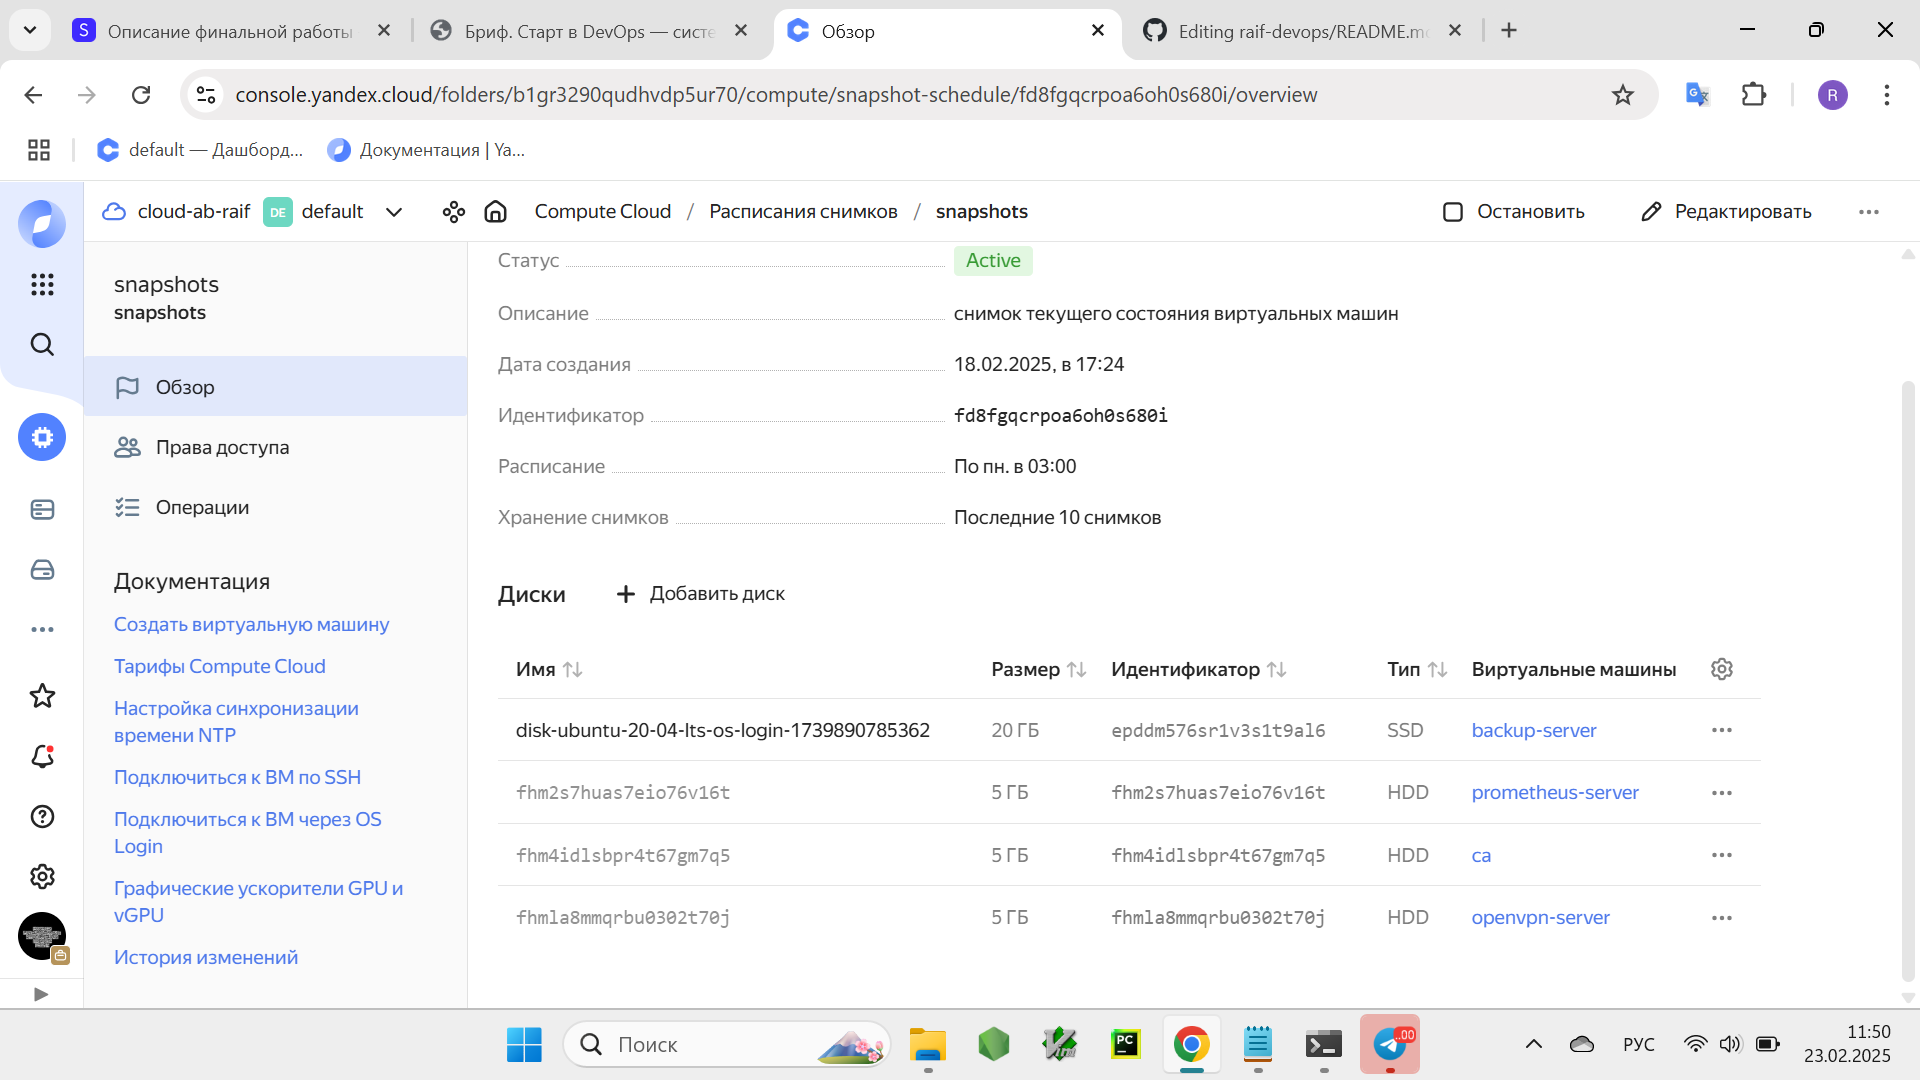 S Описание финальной работы
Бриф. Старт в DevOps — систе
Обзор
Editing raif-devops/README.md
console.yandex.cloud/folders/b1gr3290qudhvdp5ur70/compute/snapshot-schedule/fd8fgqcrpoa6oh0s680i/overview
R
default — Дашборд...
Документация | Ya...
cloud-ab-raif DE default
Compute Cloud / Расписания снимков / snapshots
Остановить
Редактировать
snapshots
snapshots
Обзор
Права доступа
Операции
Документация
Создать виртуальную машину
Тарифы Compute Cloud
Настройка синхронизации
времени NTP
Подключиться к ВМ по SSH
Подключиться к ВМ через OS
Login
Графические ускорители GPU и
vGPU
История изменений
Статус Active
Описание снимок текущего состояния виртуальных машин
Дата создания 18.02.2025, в 17:24
Идентификатор fd8fgqcrpoa6oh0s680i
Расписание По пн. в 03:00
Хранение снимков Последние 10 снимков
Диски + Добавить диск
Имя Размер Идентификатор Тип Виртуальные машины
disk-ubuntu-20-04-lts-os-login-1739890785362 20 ГБ epddm576sr1v3s1t9al6 SSD backup-server
fhm2s7huas7eio76v16t 5 ГБ fhm2s7huas7eio76v16t HDD prometheus-server
fhm4idlsbpr4t67gm7q5 5 ГБ fhm4idlsbpr4t67gm7q5 HDD ca
fhmla8mmqrbu0302t70j 5 ГБ fhmla8mmqrbu0302t70j HDD openvpn-server
Поиск
PC
..00
РУС
11:50
23.02.2025